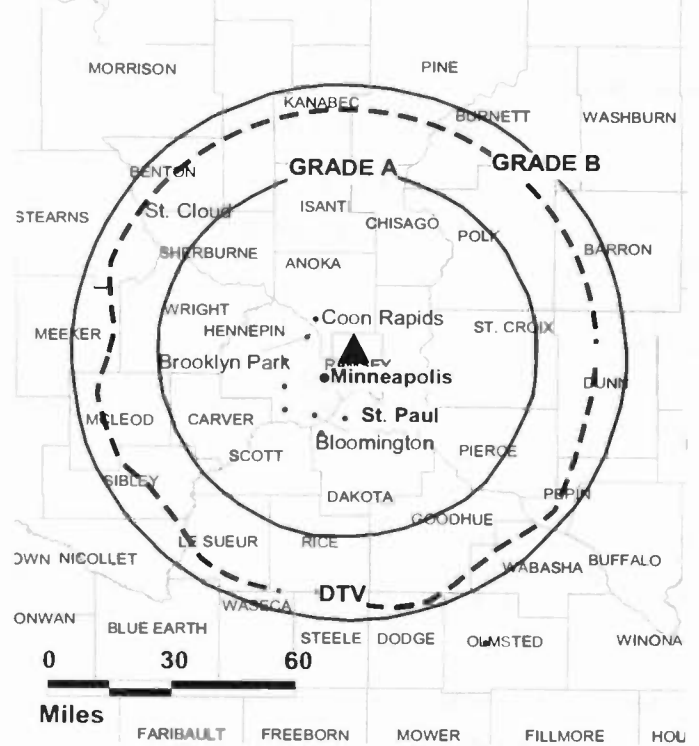 MORRISON
PINE
KANABEC
BURNETT
WASHBURN
BENTON
GRADE A
GRADE B
STEARNS
St. Cloud
ISANTI
CHISAGO
POLK
SHERBURNE
ANOKA
BARRON
WRIGHT
Coon Rapids
HENNEPIN
ST. CROIX
MEEKER
Brooklyn Park
Minneapolis
DUNN
MCLEOD
CARVER
St. Paul
Bloomington
SCOTT
PIERCE
SIBLEY
DAKOTA
PEPIN
GOODHUE
LE SUEUR
RICE
OWN NICOLLET
WABASHA
BUFFALO
DTV
WASECA
ONWAN
BLUE EARTH
STEELE
DODGE
OLMSTED
WINONA
0 30 60
Miles
FARIBAULT
FREEBORN
MOWER
FILLMORE
HOU